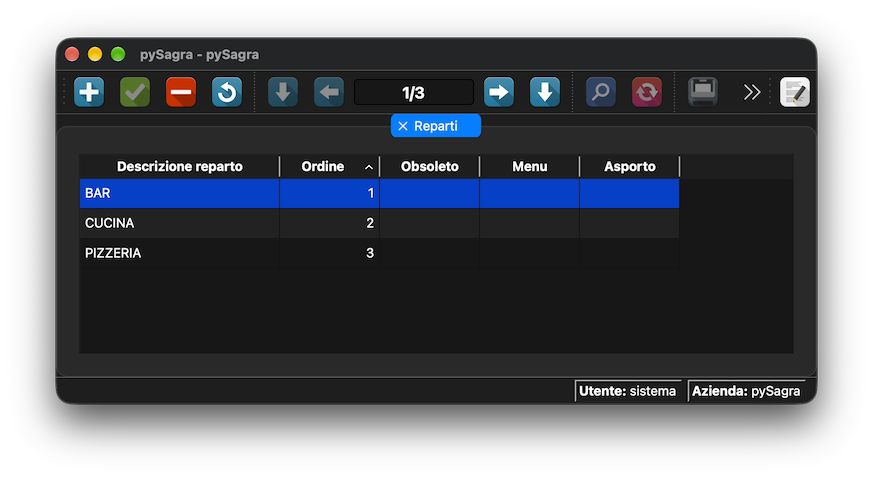 pySagra - pySagra
1/3
Reparti
Descrizione reparto Ordine Obsoleto Menu Asporto
BAR 1
CUCINA 2
PIZZERIA 3
Utente: sistema Azienda: pySagra